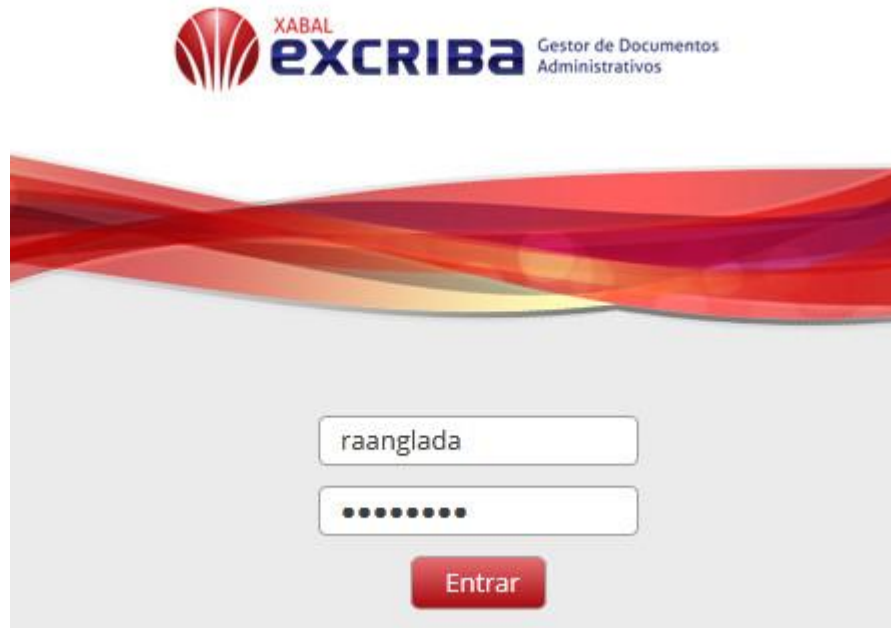 XABAL
excriba
Gestor de Documentos
Administrativos
raanglada
••••••••
Entrar